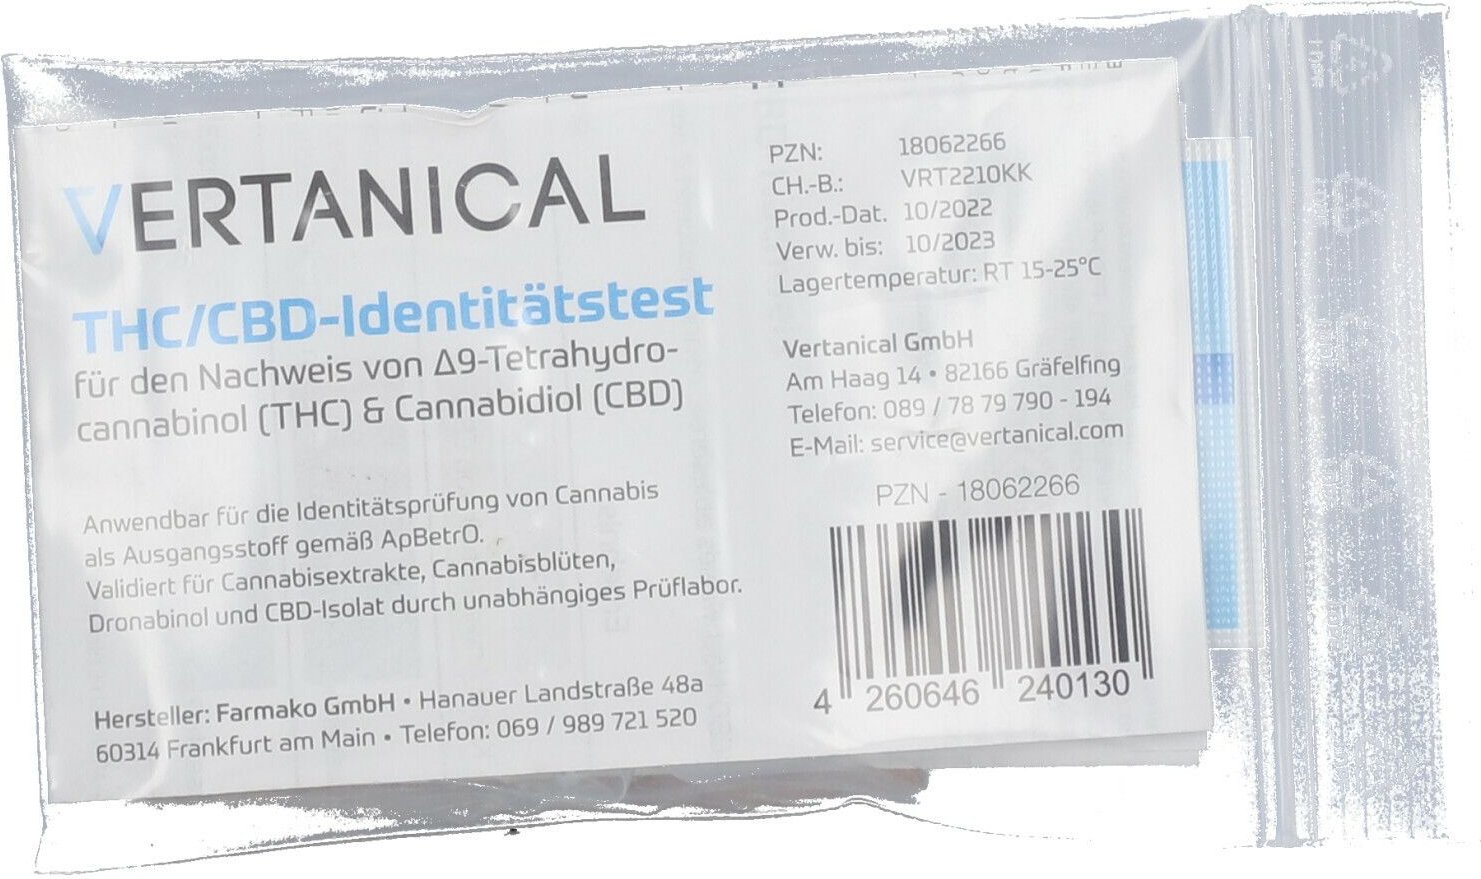 VERTANICAL
THC/CBD-Identitätstest
für den Nachweis von Δ9-Tetrahydro-
cannabinol (THC) & Cannabidiol (CBD)
Anwendbar für die Identitätsprüfung von Cannabis
als Ausgangsstoff gemäß ApBetrO.
Validiert für Cannabisextrakte, Cannabisblüten,
Dronabinol und CBD-Isolat durch unabhängiges Prüflabor.
Hersteller: Farmako GmbH • Hanauer Landstraße 48a
60314 Frankfurt am Main • Telefon: 069 / 989 721 520
PZN: 18062266
CH.-B.: VRT2210KK
Prod.-Dat. 10/2022
Verw. bis: 10/2023
Lagertemperatur: RT 15-25°C
Vertanical GmbH
Am Haag 14 • 82166 Gräfelfing
Telefon: 089 / 78 79 790 - 194
E-Mail: service@vertanical.com
PZN - 18062266
4 260646 240130